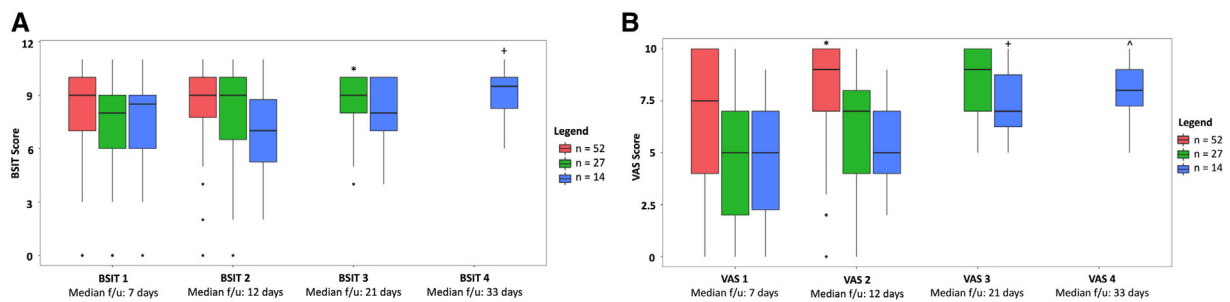 A
12
9
6
3
0
BSIT Score
*
+
Legend
n = 52
n = 27
n = 14
BSIT 1
Median f/u: 7 days
BSIT 2
Median f/u: 12 days
BSIT 3
Median f/u: 21 days
BSIT 4
Median f/u: 33 days
B
10
7.5
5
2.5
0
VAS Score
*
+
^
Legend
n = 52
n = 27
n = 14
VAS 1
Median f/u: 7 days
VAS 2
Median f/u: 12 days
VAS 3
Median f/u: 21 days
VAS 4
Median f/u: 33 days